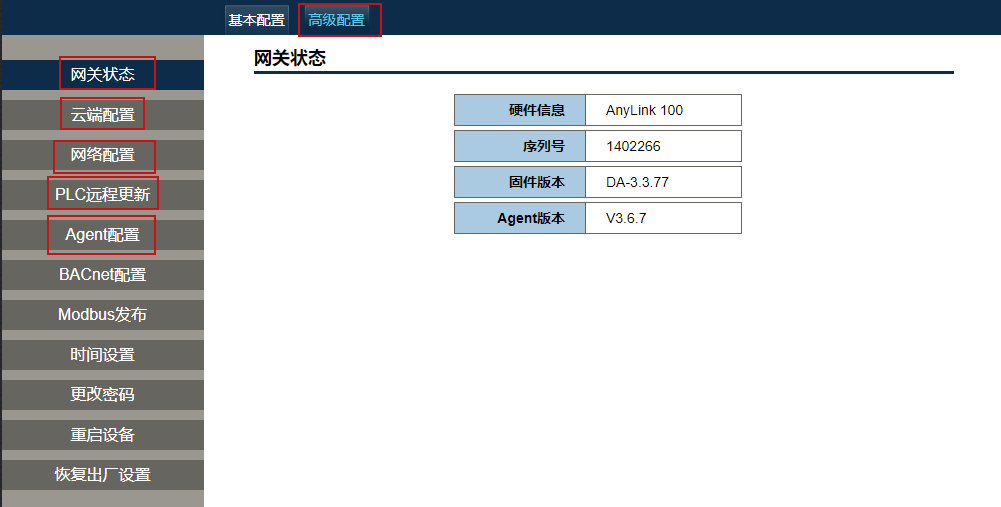 基本配置 高级配置
网关状态
云端配置
网络配置
PLC远程更新
Agent配置
BACnet配置
Modbus发布
时间设置
更改密码
重启设备
恢复出厂设置
网关状态
硬件信息 AnyLink 100
序列号 1402266
固件版本 DA-3.3.77
Agent版本 V3.6.7